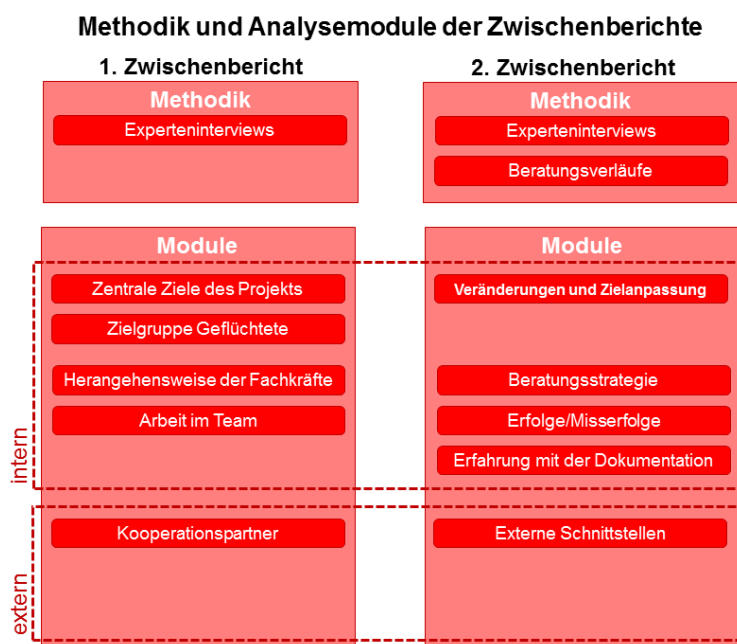 Methodik und Analysemodule der Zwischenberichte
1. Zwischenbericht
Methodik
Experteninterviews
Module
Zentrale Ziele des Projekts
Zielgruppe Geflüchtete
Herangehensweise der Fachkräfte
Arbeit im Team
Kooperationspartner
2. Zwischenbericht
Methodik
Experteninterviews
Beratungsverläufe
Module
Veränderungen und Zielanpassung
Beratungsstrategie
Erfolge/Misserfolge
Erfahrung mit der Dokumentation
Externe Schnittstellen
intern
extern